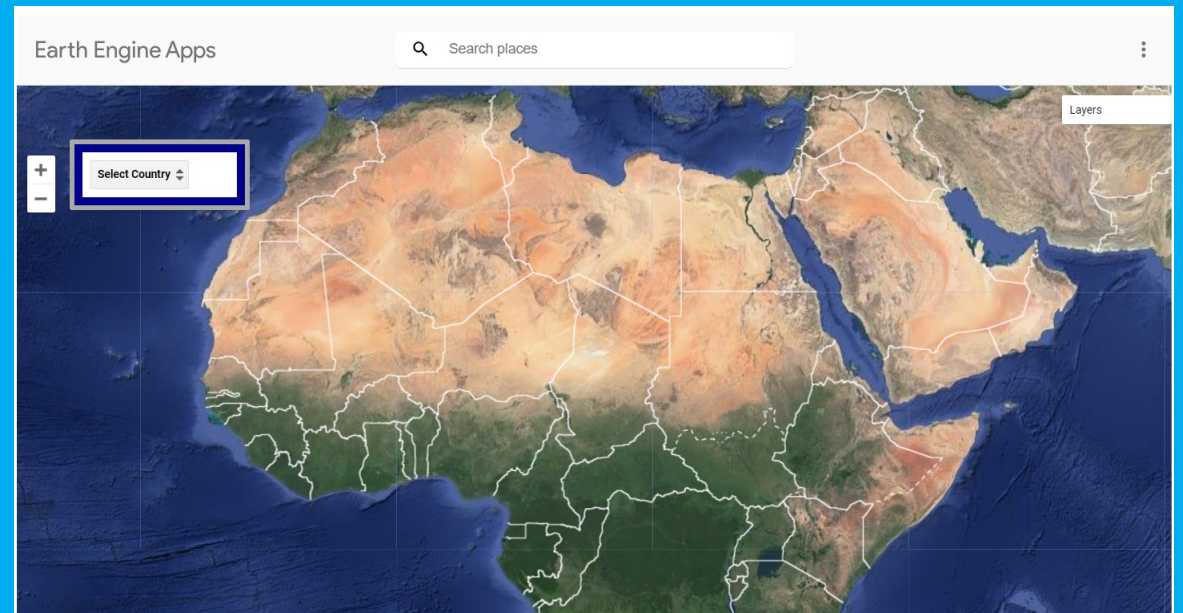 Earth Engine Apps
Search places
Layers
+
Select Country
−